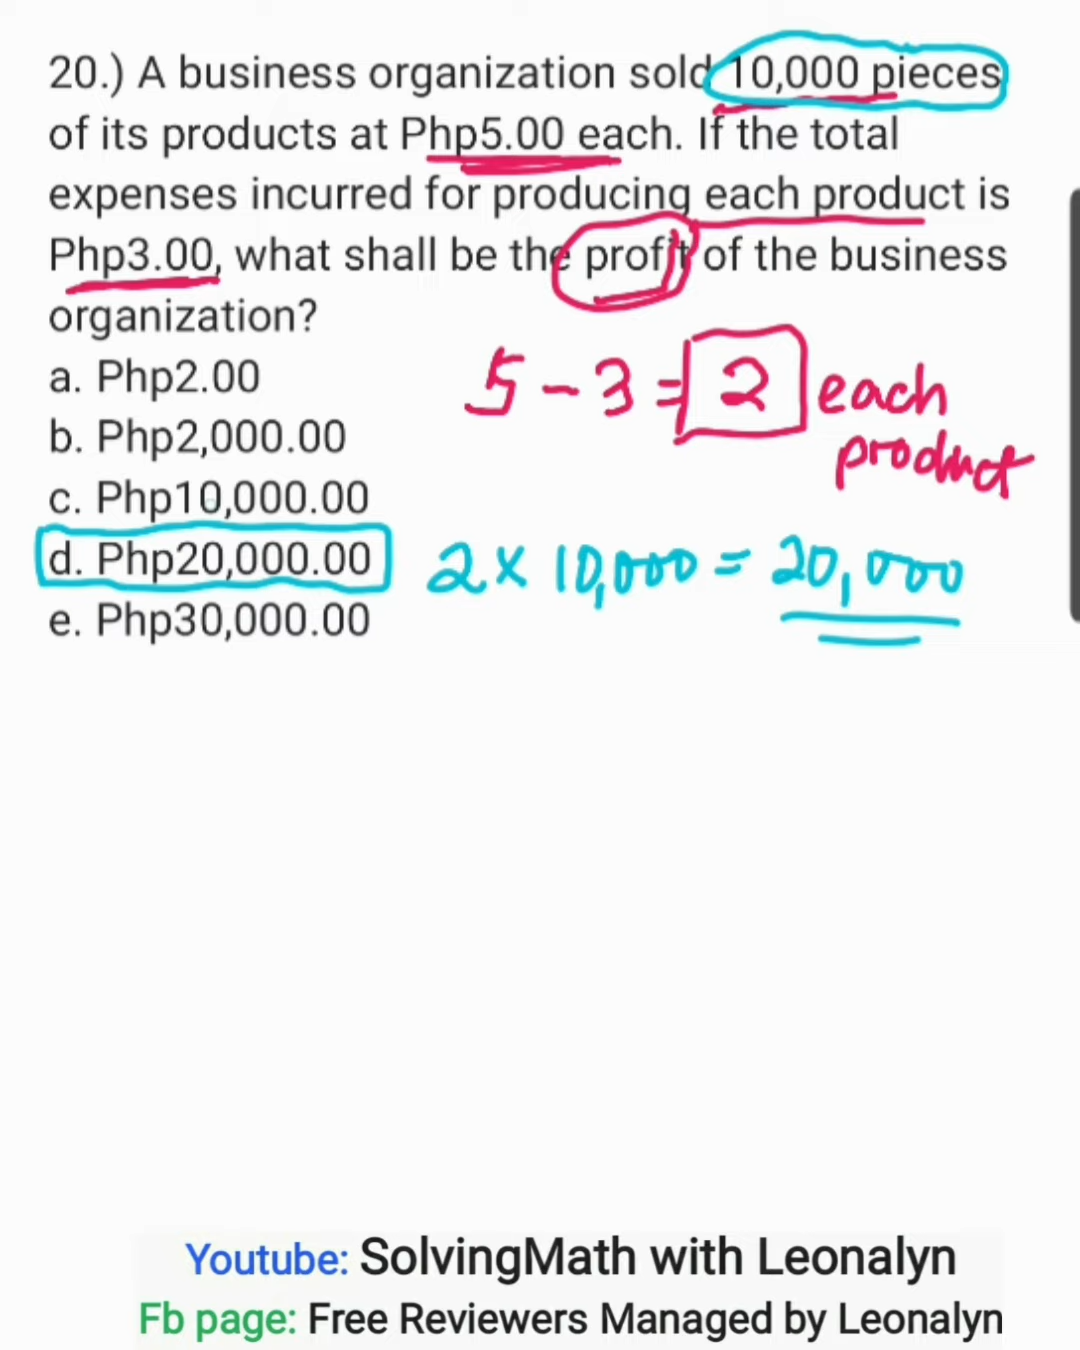 20.) A business organization sold 10,000 pieces
of its products at Php5.00 each. If the total
expenses incurred for producing each product is
Php3.00, what shall be the profit of the business
organization?
a. Php2.00
5 - 3 = 2 each
product
b. Php2,000.00
c. Php10,000.00
d. Php20,000.00 2 x 10,000 = 20,000
e. Php30,000.00
Youtube: SolvingMath with Leonalyn
Fb page: Free Reviewers Managed by Leonalyn